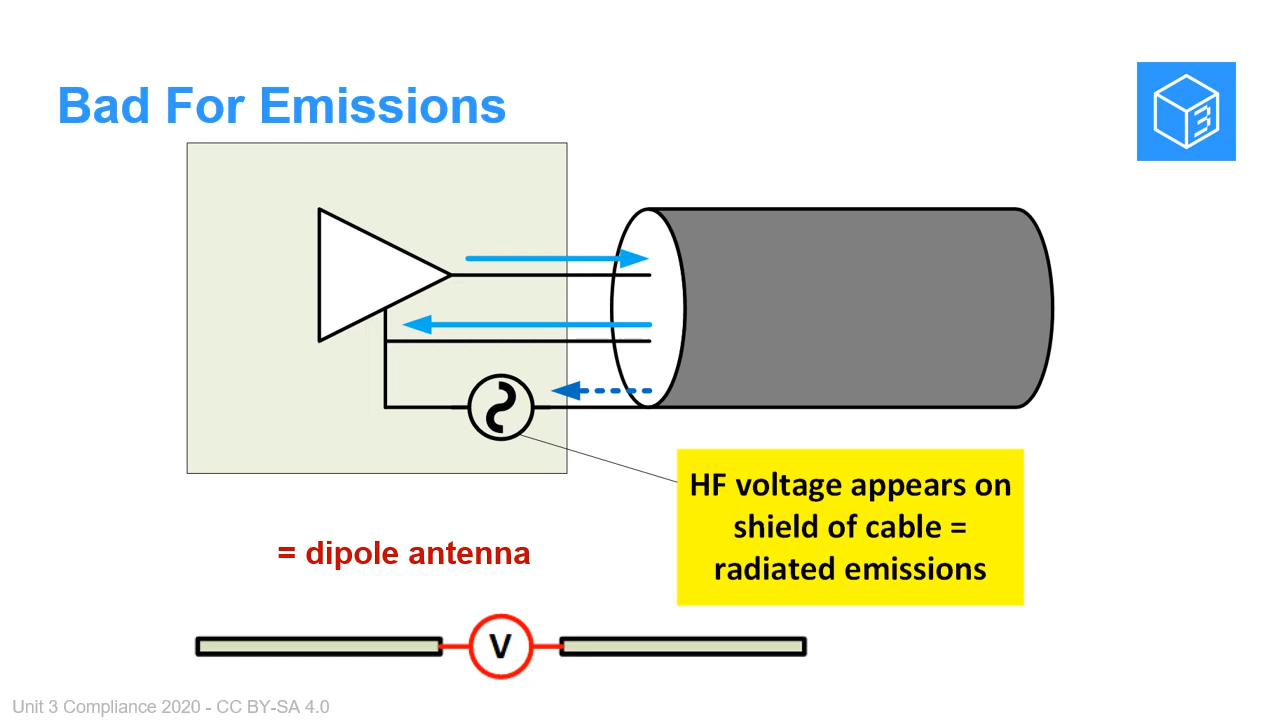 Bad For Emissions
3
HF voltage appears on
shield of cable =
radiated emissions
= dipole antenna
V
Unit 3 Compliance 2020 - CC BY-SA 4.0